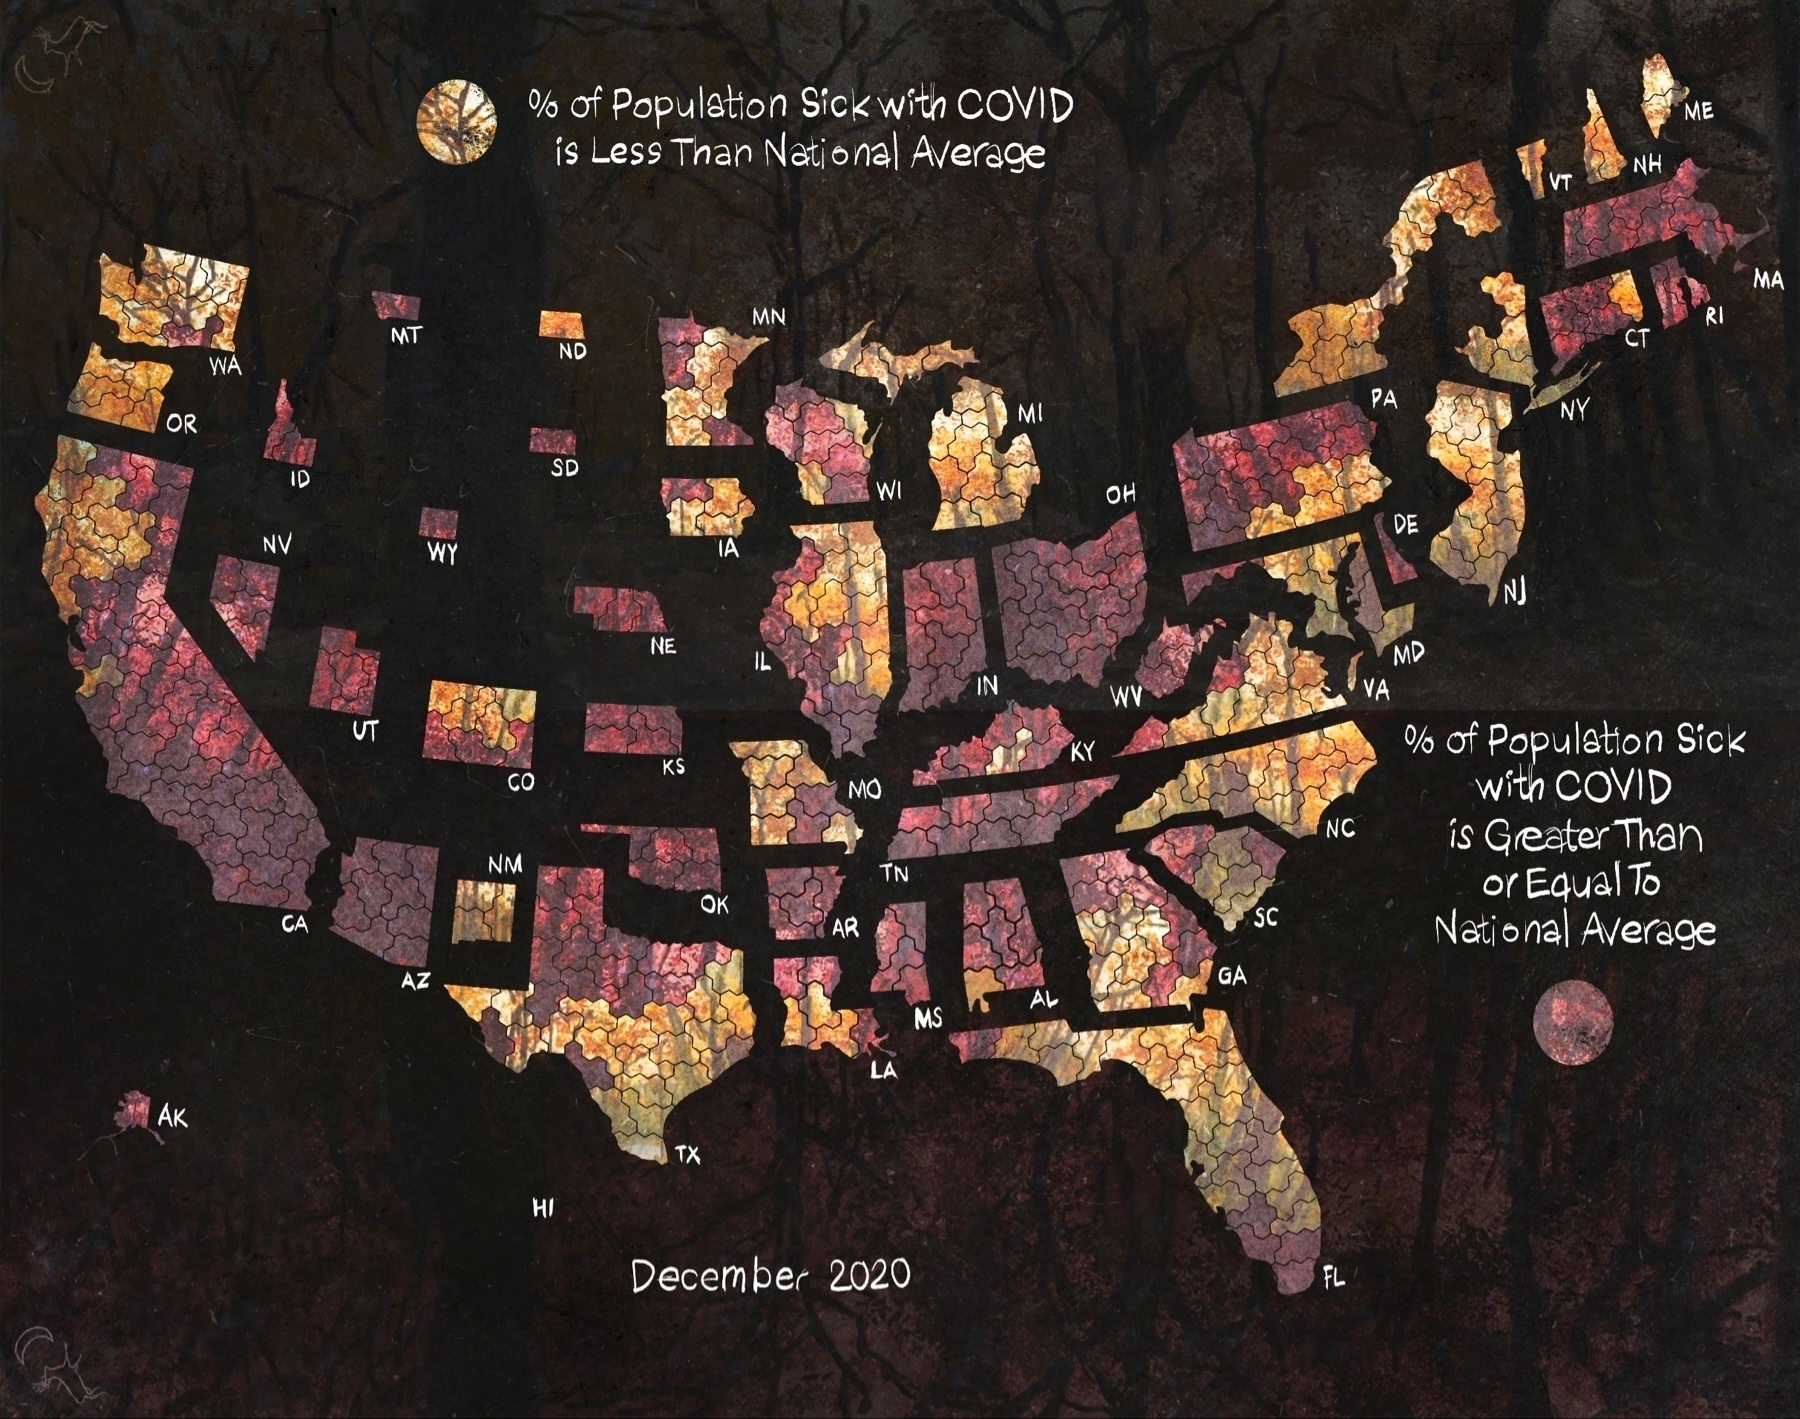 % of Population Sick with COVID
is Less Than National Average
ME
NH
VT
MA
RI
CT
NY
PA
NJ
WA
MT
ND
MN
OR
ID
SD
WI
MI
OH
DE
NV
WY
IA
MD
NE
IL
IN
WV
VA
UT
CO
KS
MO
KY
NC
% of Population Sick
with COVID
is Greater Than
or Equal To
National Average
CA
AZ
NM
OK
AR
TN
SC
MS
AL
GA
LA
AK
TX
HI
FL
December 2020